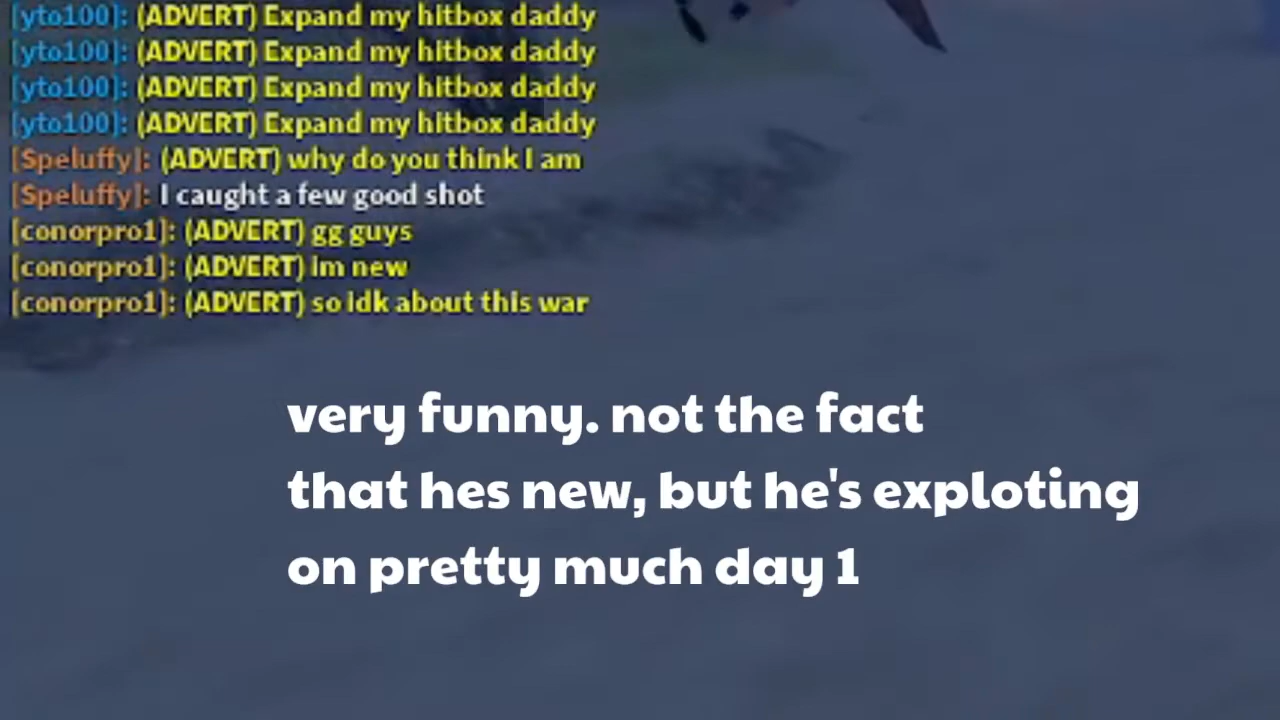 [yto100]: (ADVERT) Expand my hitbox daddy
[yto100]: (ADVERT) Expand my hitbox daddy
[yto100]: (ADVERT) Expand my hitbox daddy
[yto100]: (ADVERT) Expand my hitbox daddy
[Speluffy]: (ADVERT) why do you think I am
[Speluffy]: I caught a few good shot
[conorpro1]: (ADVERT) gg guys
[conorpro1]: (ADVERT) im new
[conorpro1]: (ADVERT) so idk about this war
very funny. not the fact
that hes new, but he's exploting
on pretty much day 1